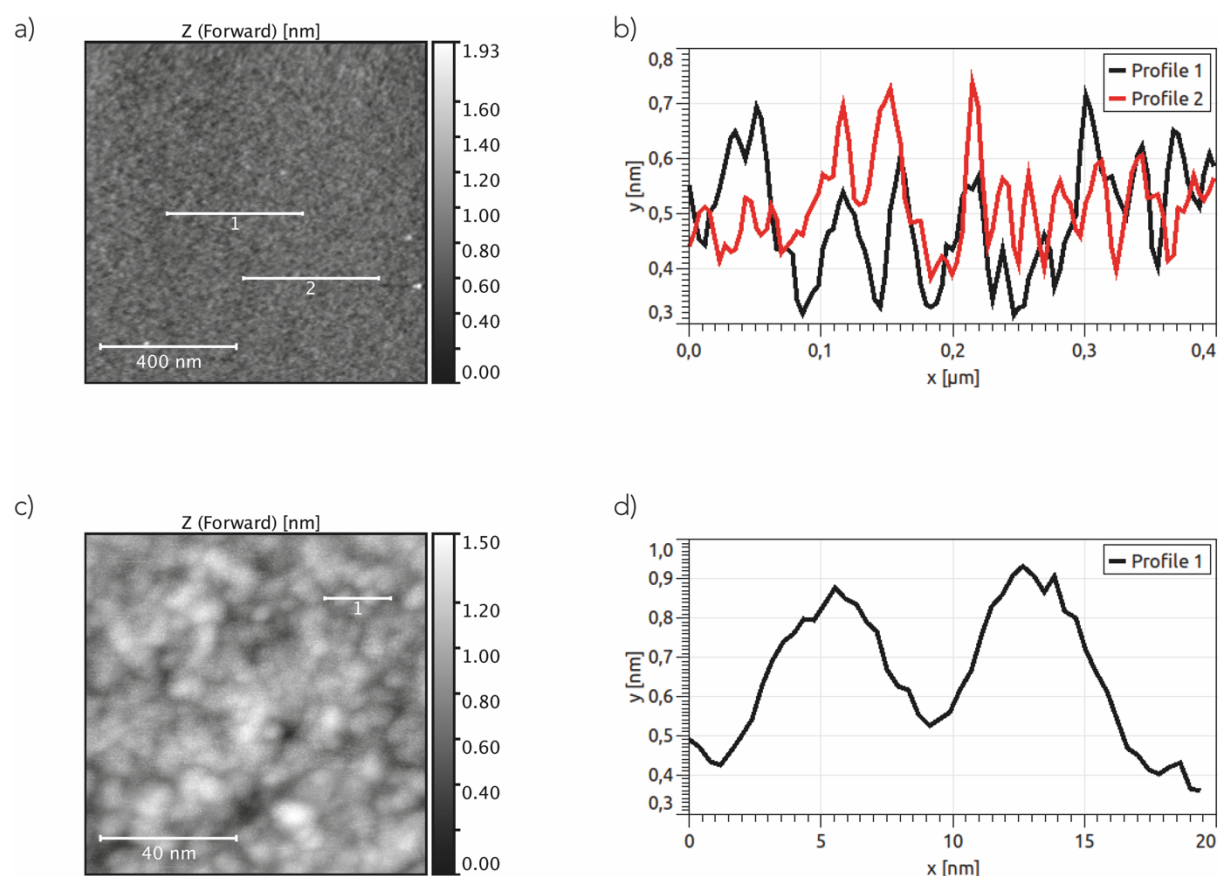 a)
Z (Forward) [nm]
1.93
1.60
1.40
1.20
1.00
0.80
0.60
0.40
0.00
1
2
400 nm
b)
0,8
0,7
0,6
0,5
0,4
0,3
y [nm]
Profile 1
Profile 2
0,0
0,1
0,2
0,3
0,4
x [µm]
c)
Z (Forward) [nm]
1.50
1.20
1.00
0.80
0.60
0.40
0.00
1
40 nm
d)
1,0
0,9
0,8
0,7
0,6
0,5
0,4
0,3
y [nm]
Profile 1
0
5
10
15
20
x [nm]